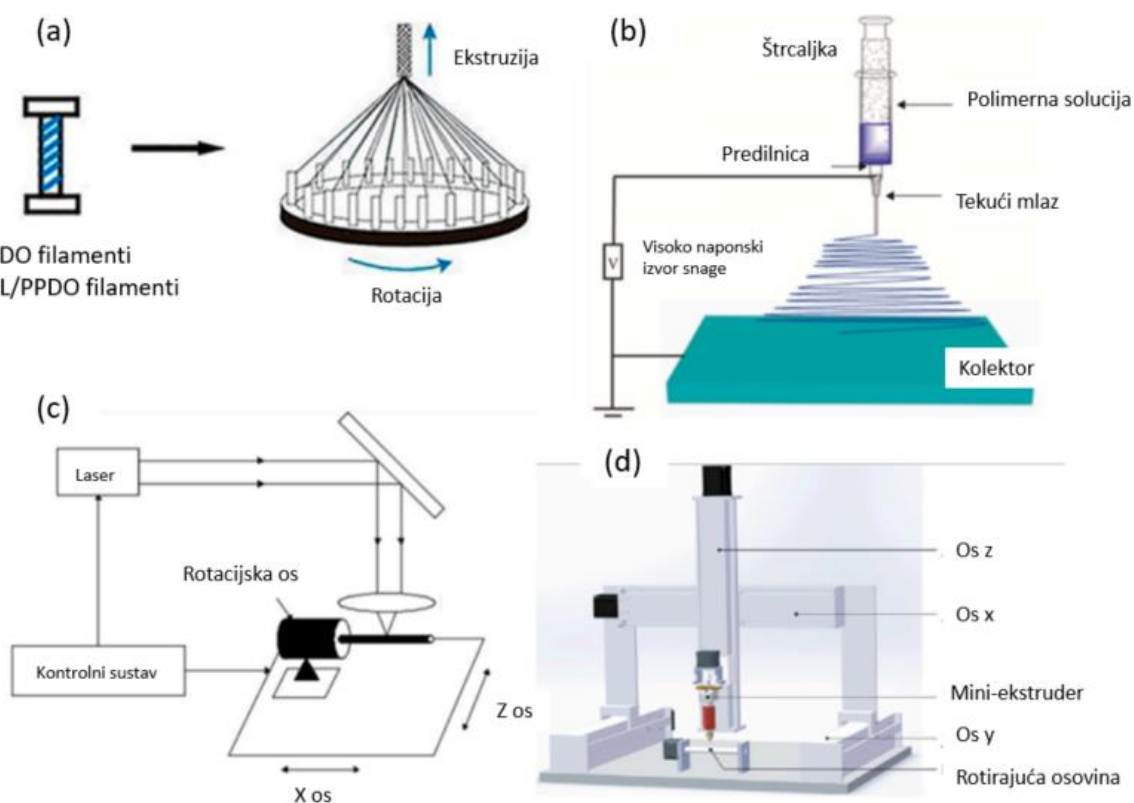 (a)
Ekstruzija
DO filamenti
L/PPDO filamenti
Rotacija
(b)
Štrcaljka
Polimerna solucija
Predilnica
Tekući mlaz
Visoko naponski
izvor snage
V
Kolektor
(c)
Laser
Rotacijska os
Kontrolni sustav
Z os
X os
(d)
Os z
Os x
Mini-ekstruder
Os y
Rotirajuća osovina